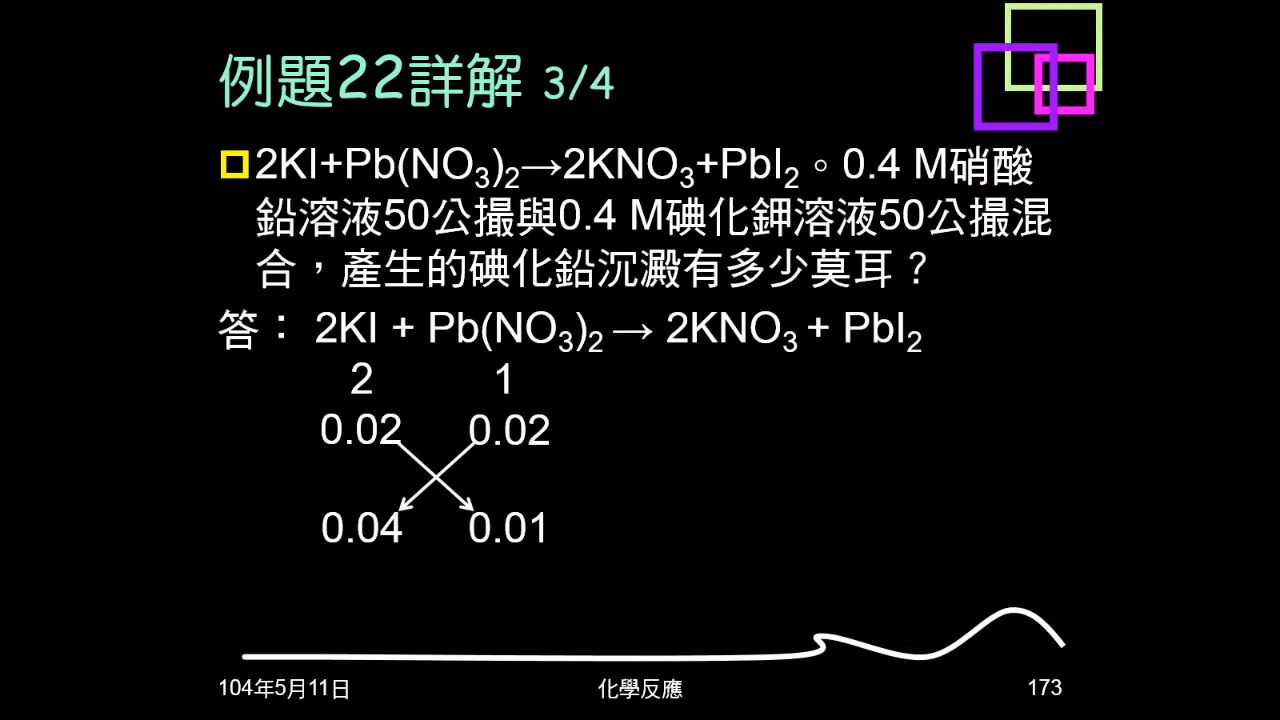 例題22詳解 3/4
2KI+Pb(NO₃)₂→2KNO₃+PbI₂。0.4 M硝酸
鉛溶液50公撮與0.4 M碘化鉀溶液50公撮混
合，產生的碘化鉛沉澱有多少莫耳？
答： 2KI + Pb(NO₃)₂ → 2KNO₃ + PbI₂
2 1
0.02 0.02
0.04 0.01
104年5月11日 化學反應 173